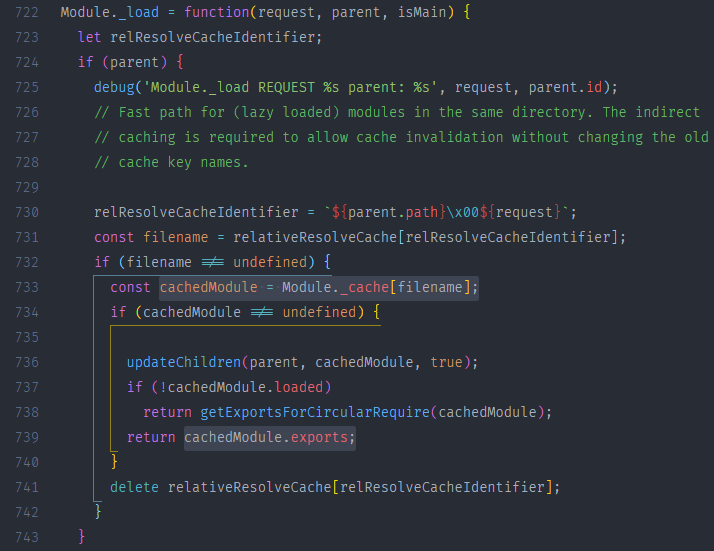 722 Module._load = function(request, parent, isMain) {
723   let relResolveCacheIdentifier;
724   if (parent) {
725     debug('Module._load REQUEST %s parent: %s', request, parent.id);
726     // Fast path for (lazy loaded) modules in the same directory. The indirect
727     // caching is required to allow cache invalidation without changing the old
728     // cache key names.
729
730     relResolveCacheIdentifier = `${parent.path}\x00${request}`;
731     const filename = relativeResolveCache[relResolveCacheIdentifier];
732     if (filename !== undefined) {
733       const cachedModule = Module._cache[filename];
734       if (cachedModule !== undefined) {
735
736         updateChildren(parent, cachedModule, true);
737         if (!cachedModule.loaded)
738           return getExportsForCircularRequire(cachedModule);
739         return cachedModule.exports;
740       }
741       delete relativeResolveCache[relResolveCacheIdentifier];
742     }
743   }